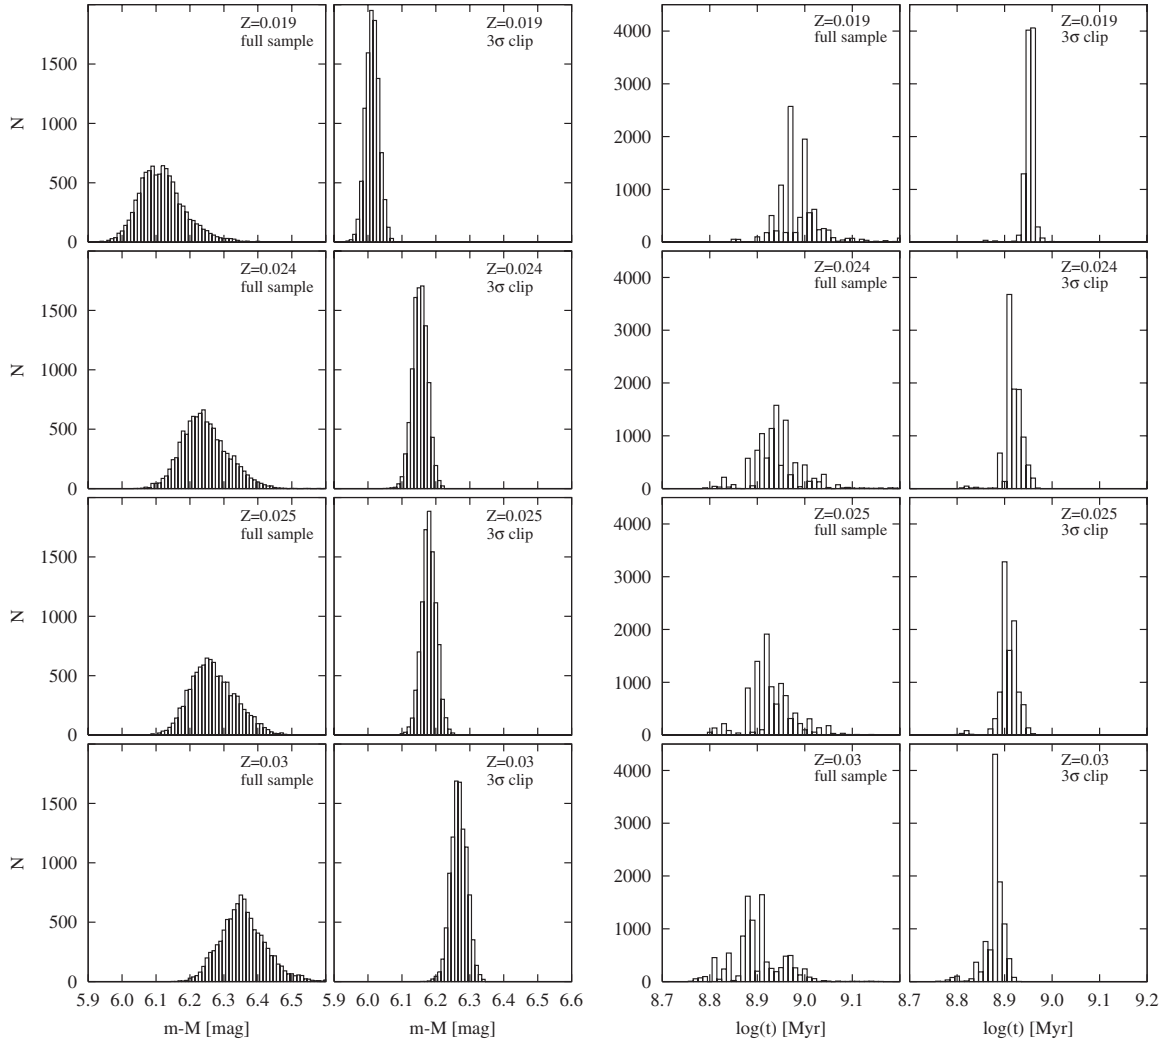 Z=0.019
full sample
Z=0.019
3σ clip
Z=0.019
full sample
Z=0.019
3σ clip
N
1500
1000
500
0
4000
3000
2000
1000
0
Z=0.024
full sample
Z=0.024
3σ clip
Z=0.024
full sample
Z=0.024
3σ clip
N
1500
1000
500
0
4000
3000
2000
1000
0
Z=0.025
full sample
Z=0.025
3σ clip
Z=0.025
full sample
Z=0.025
3σ clip
N
1500
1000
500
0
4000
3000
2000
1000
0
Z=0.03
full sample
Z=0.03
3σ clip
Z=0.03
full sample
Z=0.03
3σ clip
N
1500
1000
500
0
4000
3000
2000
1000
0
5.9 6.0 6.1 6.2 6.3 6.4 6.5 5.9 6.0 6.1 6.2 6.3 6.4 6.5 6.6
8.7 8.8 8.9 9.0 9.1 8.7 8.8 8.9 9.0 9.1 9.2
m-M [mag] m-M [mag] log(t) [Myr] log(t) [Myr]